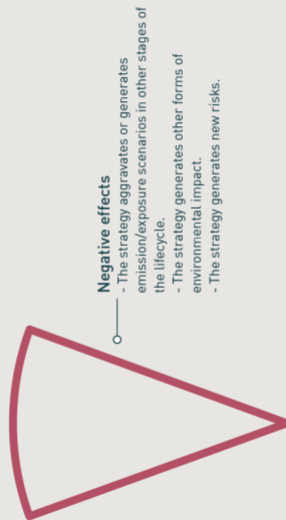 Negative effects
- The strategy aggravates or generates
emission/exposure scenarios in other stages of
the lifecycle.
- The strategy generates other forms of
environmental impact.
- The strategy generates new risks.